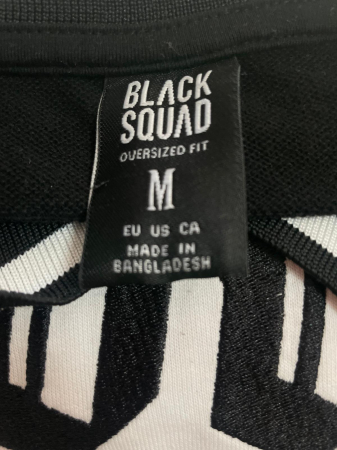 BLACK
SQUAD
OVERSIZED FIT
M
EU US CA
MADE IN
BANGLADESH